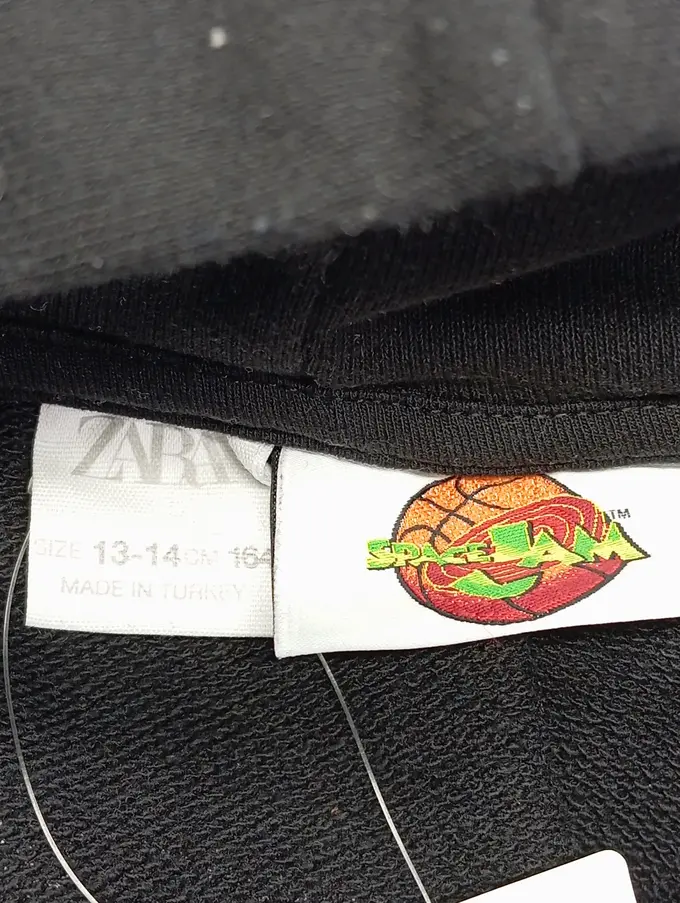 ZARA
SIZE 13-14 CM 164
MADE IN TURKEY
SPACE JAM
TM